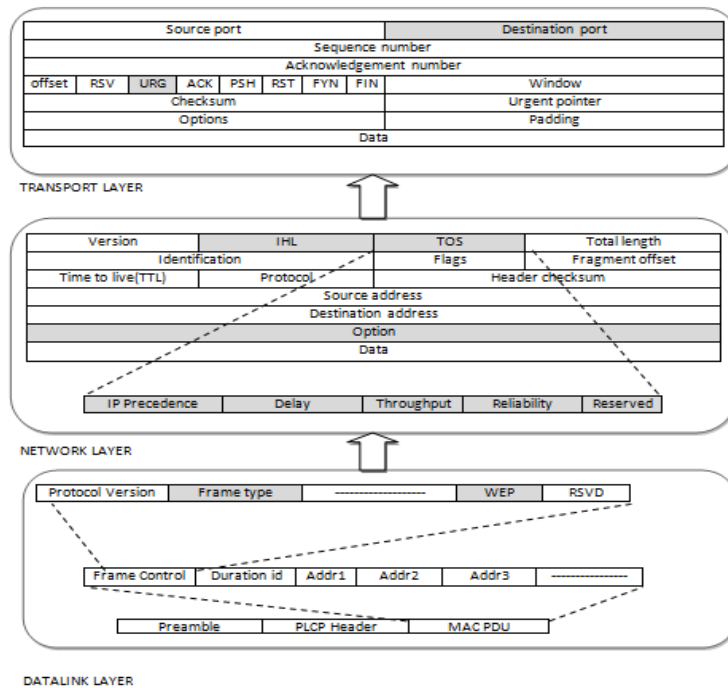 Source port Destination port
Sequence number
Acknowledgement number
offset RSV URG ACK PSH RST FYN FIN Window
Checksum Urgent pointer
Options Padding
Data
TRANSPORT LAYER
Version IHL TOS Total length
Identification Flags Fragment offset
Time to live(TTL) Protocol Header checksum
Source address
Destination address
Option
Data
IP Precedence Delay Throughput Reliability Reserved
NETWORK LAYER
Protocol Version Frame type ------------------- WEP RSVD
Frame Control Duration id Addr1 Addr2 Addr3 ----------------
Preamble PLCP Header MAC PDU
DATALINK LAYER